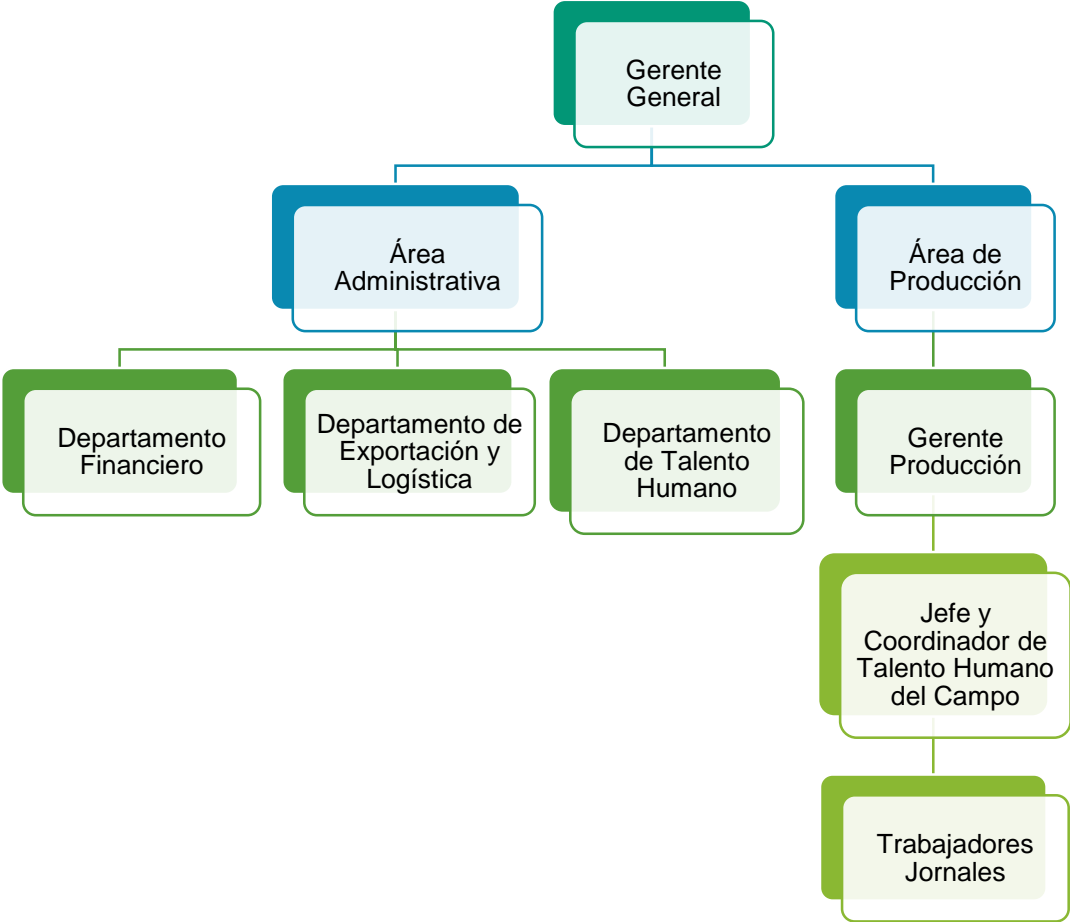 Gerente
General
Área
Administrativa
Área de
Producción
Departamento
Financiero
Departamento de
Exportación y
Logística
Departamento
de Talento
Humano
Gerente
Producción
Jefe y
Coordinador de
Talento Humano
del Campo
Trabajadores
Jornales